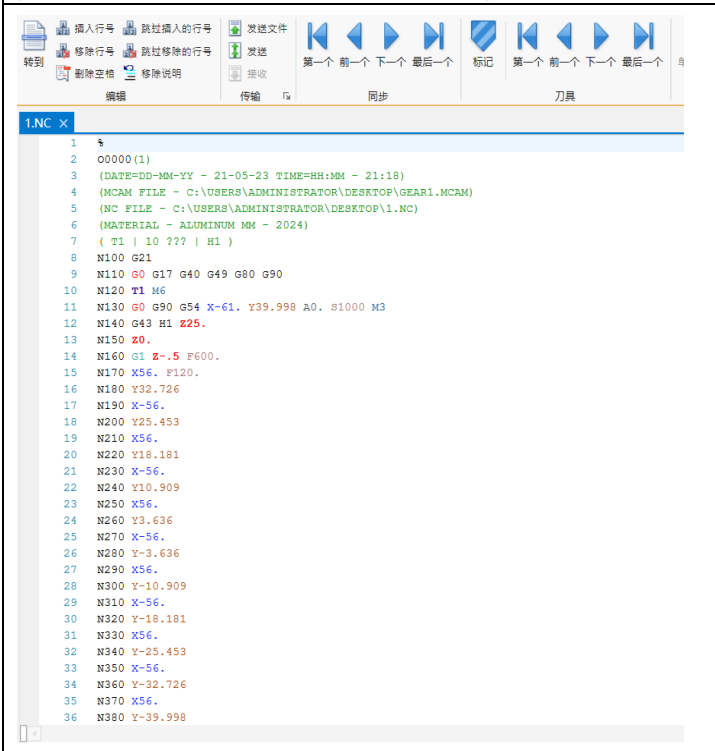 插入行号 跳过插入的行号 发送文件
移除行号 跳过移除的行号 发送
转到 第一个 前一个 下一个 最后一个 标记 第一个 前一个 下一个 最后一个
删除空格 移除说明 接收
编辑 传输 同步 刀具
1.NC ×
1 %
2 O0000(1)
3 (DATE=DD-MM-YY - 21-05-23 TIME=HH:MM - 21:18)
4 (MCAM FILE - C:\USERS\ADMINISTRATOR\DESKTOP\GEAR1.MCAM)
5 (NC FILE - C:\USERS\ADMINISTRATOR\DESKTOP\1.NC)
6 (MATERIAL - ALUMINUM MM - 2024)
7 ( T1 | 10 ??? | H1 )
8 N100 G21
9 N110 G0 G17 G40 G49 G80 G90
10 N120 T1 M6
11 N130 G0 G90 G54 X-61. Y39.998 A0. S1000 M3
12 N140 G43 H1 Z25.
13 N150 Z0.
14 N160 G1 Z-.5 F600.
15 N170 X56. F120.
16 N180 Y32.726
17 N190 X-56.
18 N200 Y25.453
19 N210 X56.
20 N220 Y18.181
21 N230 X-56.
22 N240 Y10.909
23 N250 X56.
24 N260 Y3.636
25 N270 X-56.
26 N280 Y-3.636
27 N290 X56.
28 N300 Y-10.909
29 N310 X-56.
30 N320 Y-18.181
31 N330 X56.
32 N340 Y-25.453
33 N350 X-56.
34 N360 Y-32.726
35 N370 X56.
36 N380 Y-39.998